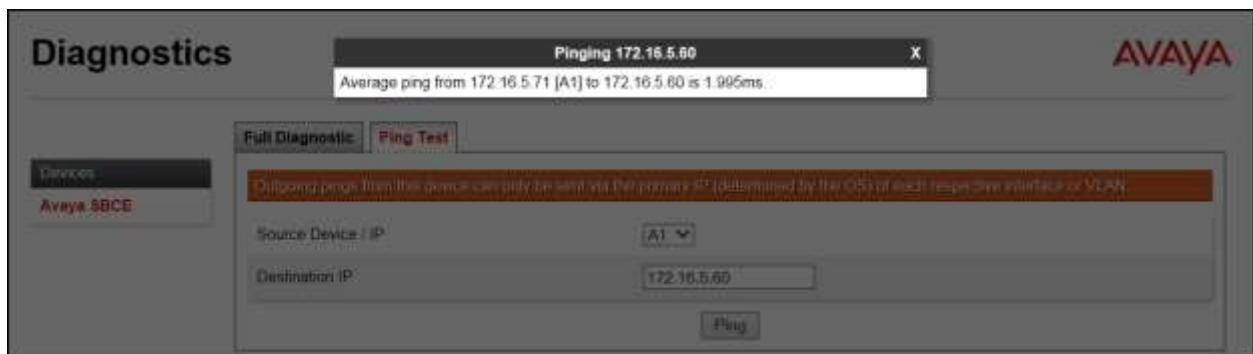 Diagnostics
Pinging 172.16.5.60 X
AVAYA
Average ping from 172.16.5.71 [A1] to 172.16.5.60 is 1.995ms.
Full Diagnostic Ping Test
Devices
Outgoing pings from this device can only be sent via the primary IP (determined by the OS) of each respective interface or VLAN.
Avaya SBCE
Source Device / IP A1
Destination IP 172.16.5.60
Ping